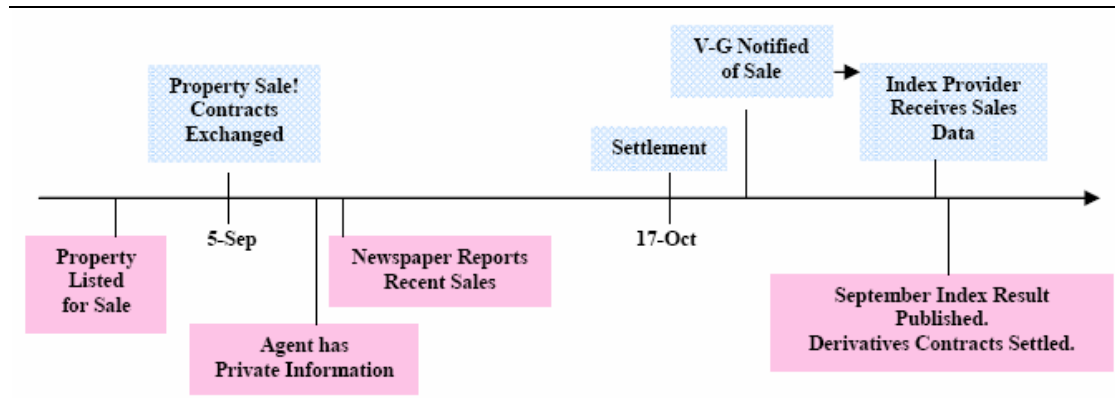 V-G Notified
of Sale
Property Sale!
Contracts
Exchanged
Index Provider
Receives Sales
Data
Settlement
5-Sep
17-Oct
Property
Listed
for Sale
Newspaper Reports
Recent Sales
Agent has
Private Information
September Index Result
Published.
Derivatives Contracts Settled.